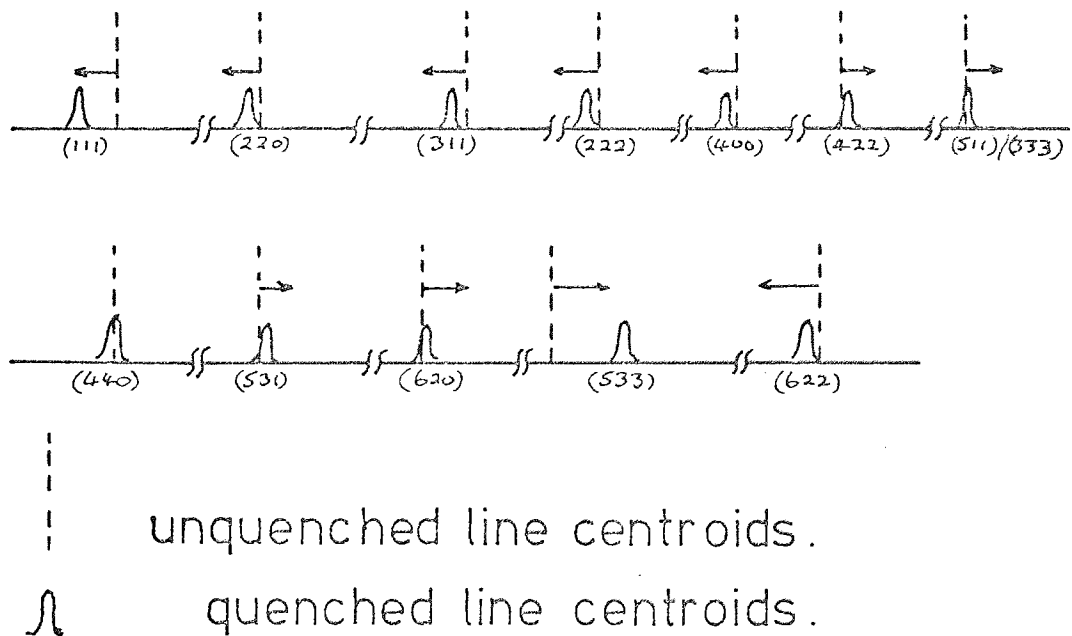 (111) (220) (311) (222) (400) (422) (511)/(333)
(440) (531) (620) (533) (622)
unquenched line centroids.
quenched line centroids.